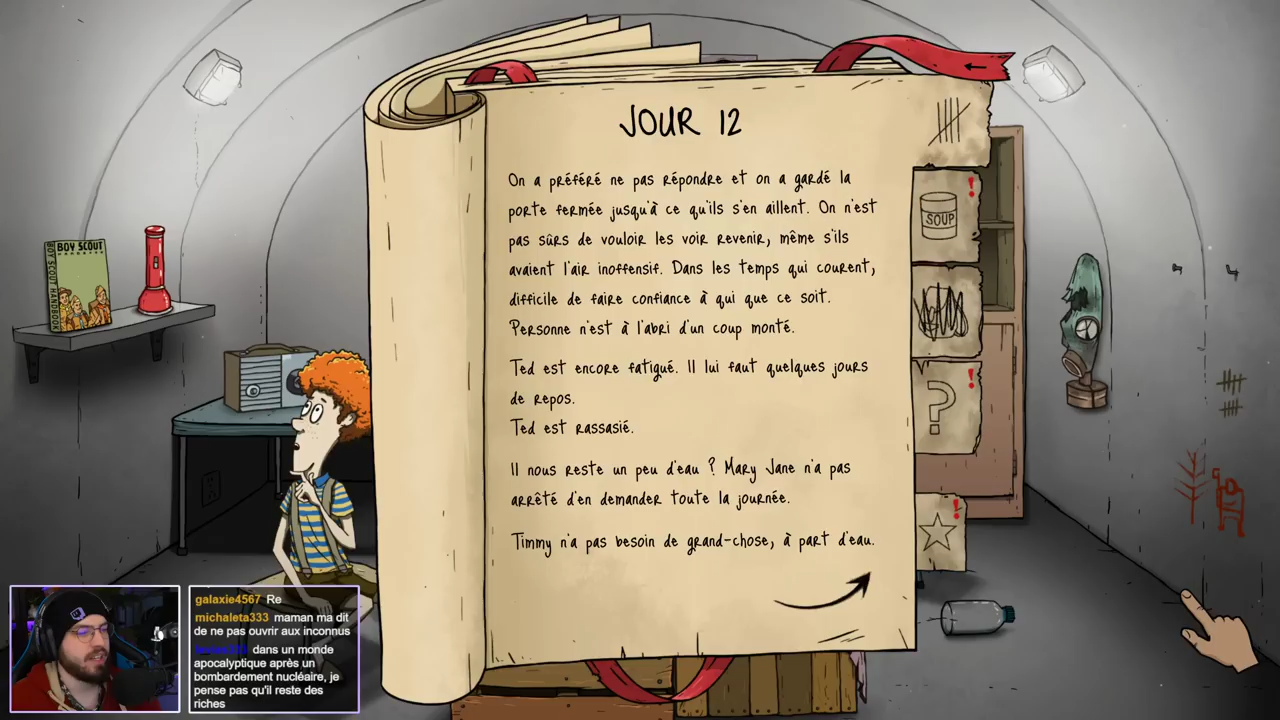 JOUR 12
On a préféré ne pas répondre et on a gardé la
porte fermée jusqu'à ce qu'ils s'en aillent. On n'est
pas sûrs de vouloir les voir revenir, même s'ils
avaient l'air inoffensif. Dans les temps qui courent,
difficile de faire confiance à qui que ce soit.
Personne n'est à l'abri d'un coup monté.
Ted est encore fatigué. Il lui faut quelques jours
de repos.
Ted est rassasié.
Il nous reste un peu d'eau ? Mary Jane n'a pas
arrêté d'en demander toute la journée.
Timmy n'a pas besoin de grand-chose, à part d'eau.
!
SOUP
?
!
!
BOY SCOUT
BOY SCOUT HANDBOOK
galaxie4567 Re
michaleta333 maman ma dit
de ne pas ouvrir aux inconnus
dans un monde
apocalyptique après un
bombardement nucléaire, je
pense pas qu'il reste des
riches